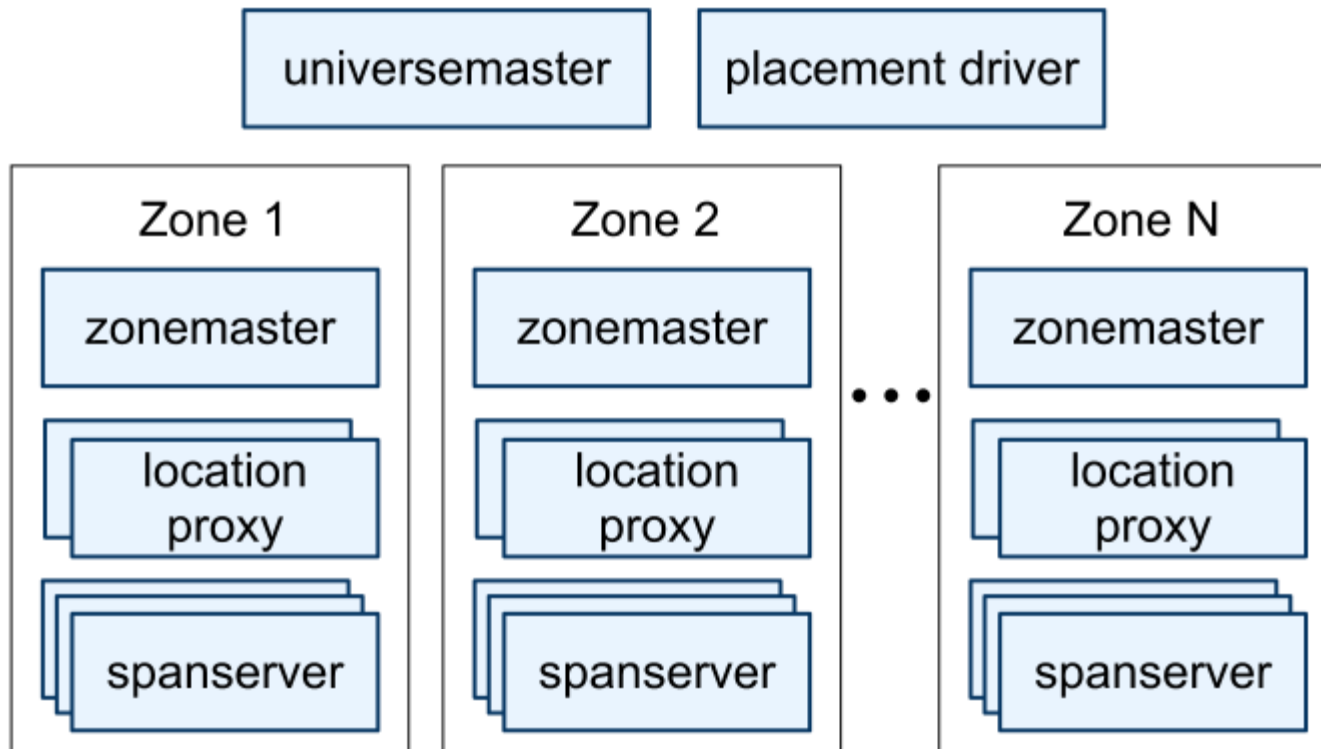 universemaster
placement driver
Zone 1
zonemaster
location
proxy
spanserver
Zone 2
zonemaster
location
proxy
spanserver
Zone N
zonemaster
location
proxy
spanserver